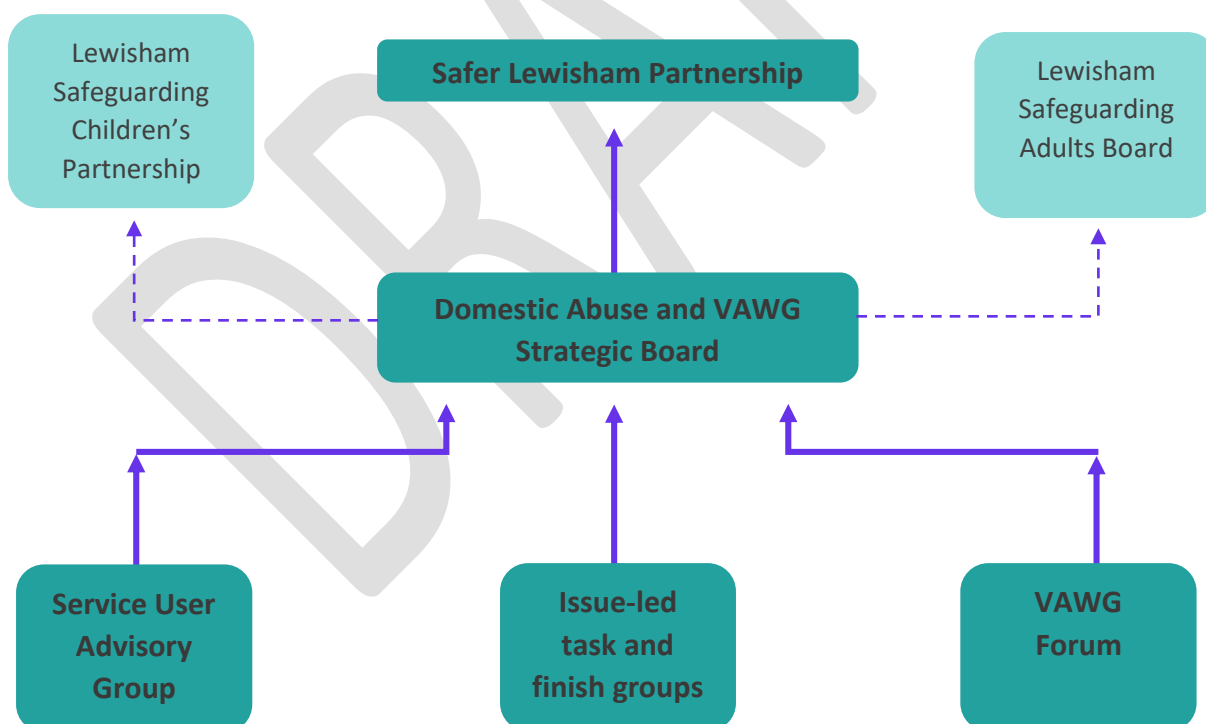 Lewisham
Safeguarding
Children’s
Partnership
Safer Lewisham Partnership
Lewisham
Safeguarding
Adults Board
Domestic Abuse and VAWG
Strategic Board
Service User
Advisory
Group
Issue-led
task and
finish groups
VAWG
Forum
DRA